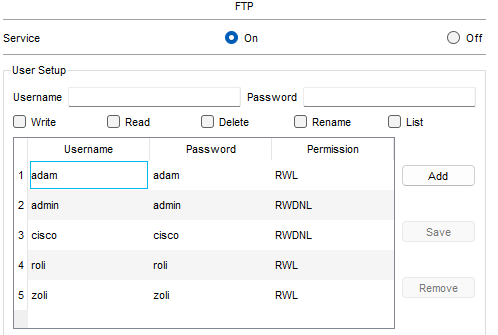 FTP
Service On Off
User Setup
Username Password
Write Read Delete Rename List
Username Password Permission
1 adam adam RWL Add
2 admin admin RWDNL
3 cisco cisco RWDNL Save
4 roli roli RWL
5 zoli zoli RWL Remove